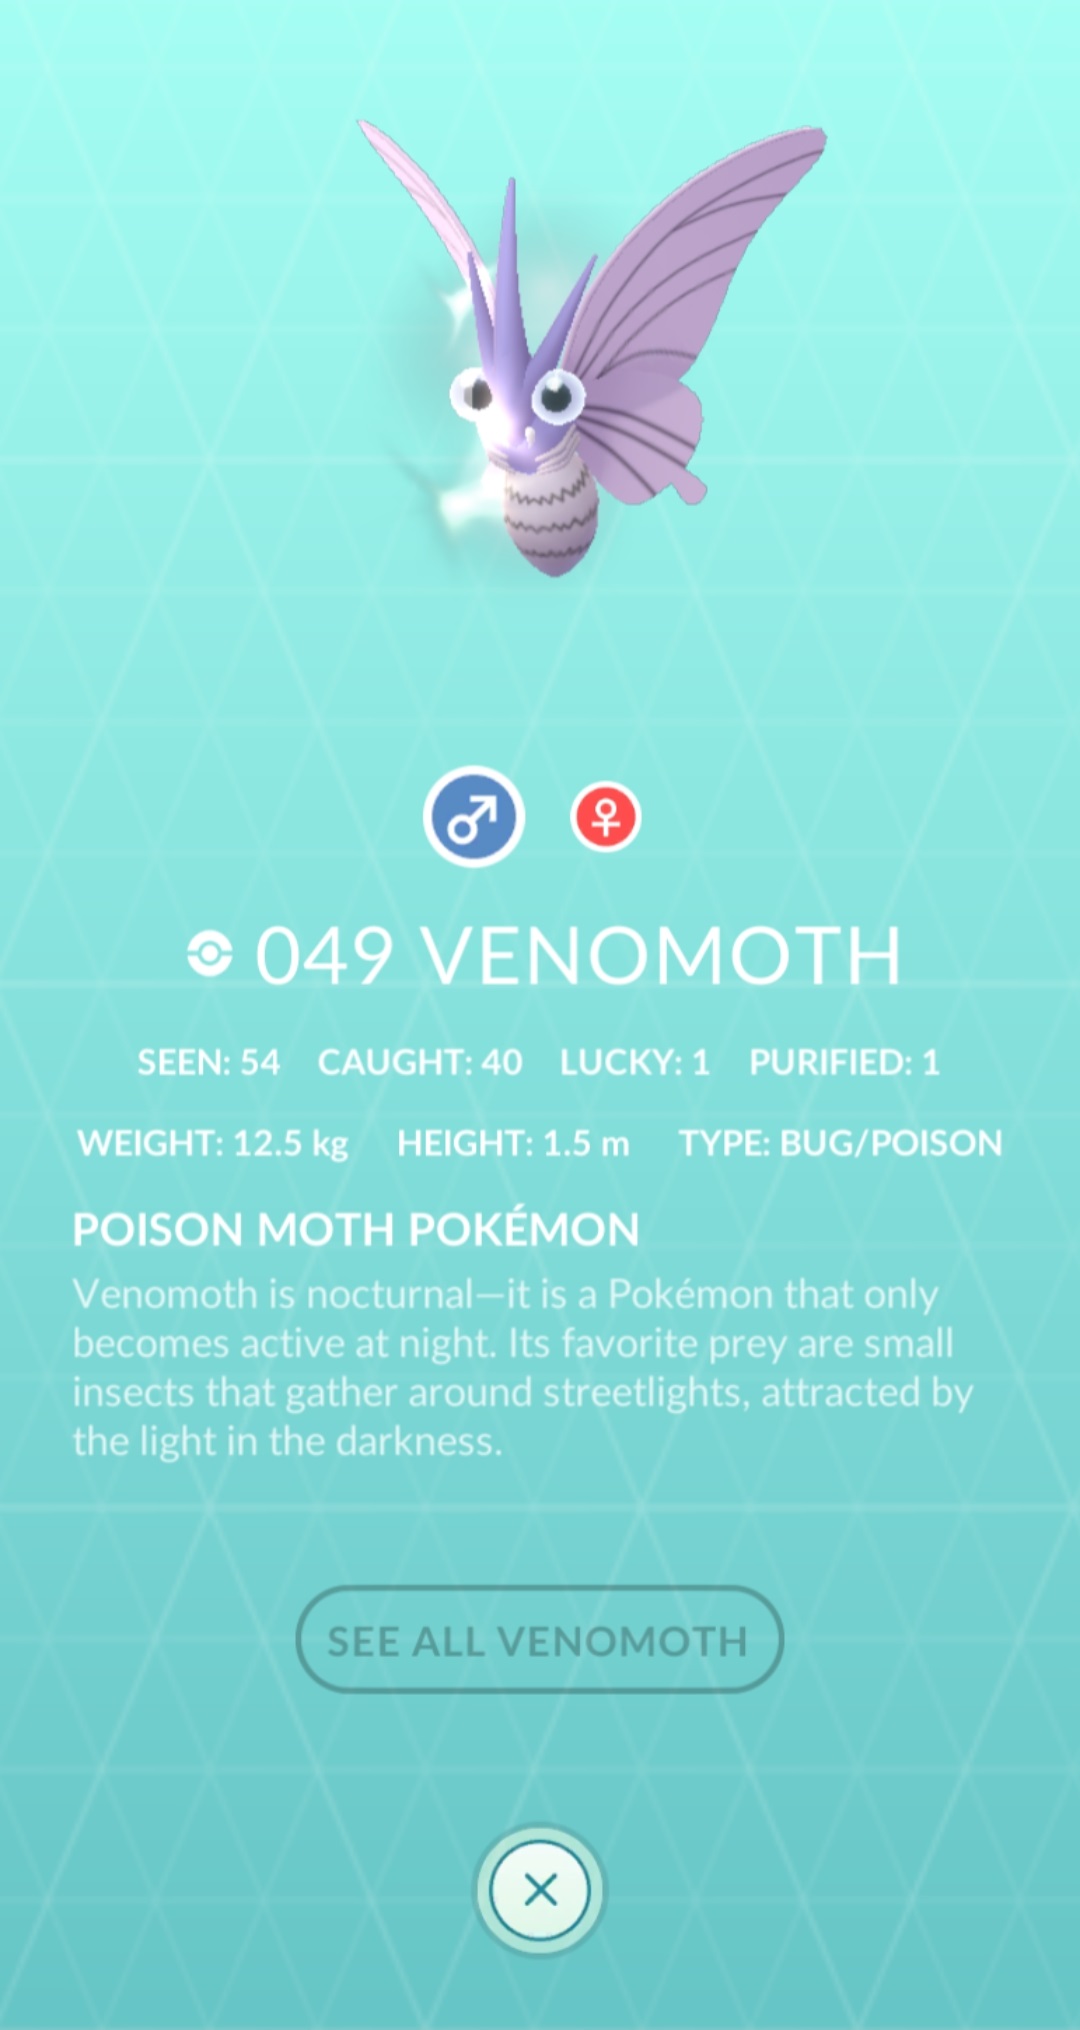 049 VENOMOTH
SEEN: 54 CAUGHT: 40 LUCKY: 1 PURIFIED: 1
WEIGHT: 12.5 kg HEIGHT: 1.5 m TYPE: BUG/POISON
POISON MOTH POKÉMON
Venomoth is nocturnal—it is a Pokémon that only
becomes active at night. Its favorite prey are small
insects that gather around streetlights, attracted by
the light in the darkness.
SEE ALL VENOMOTH